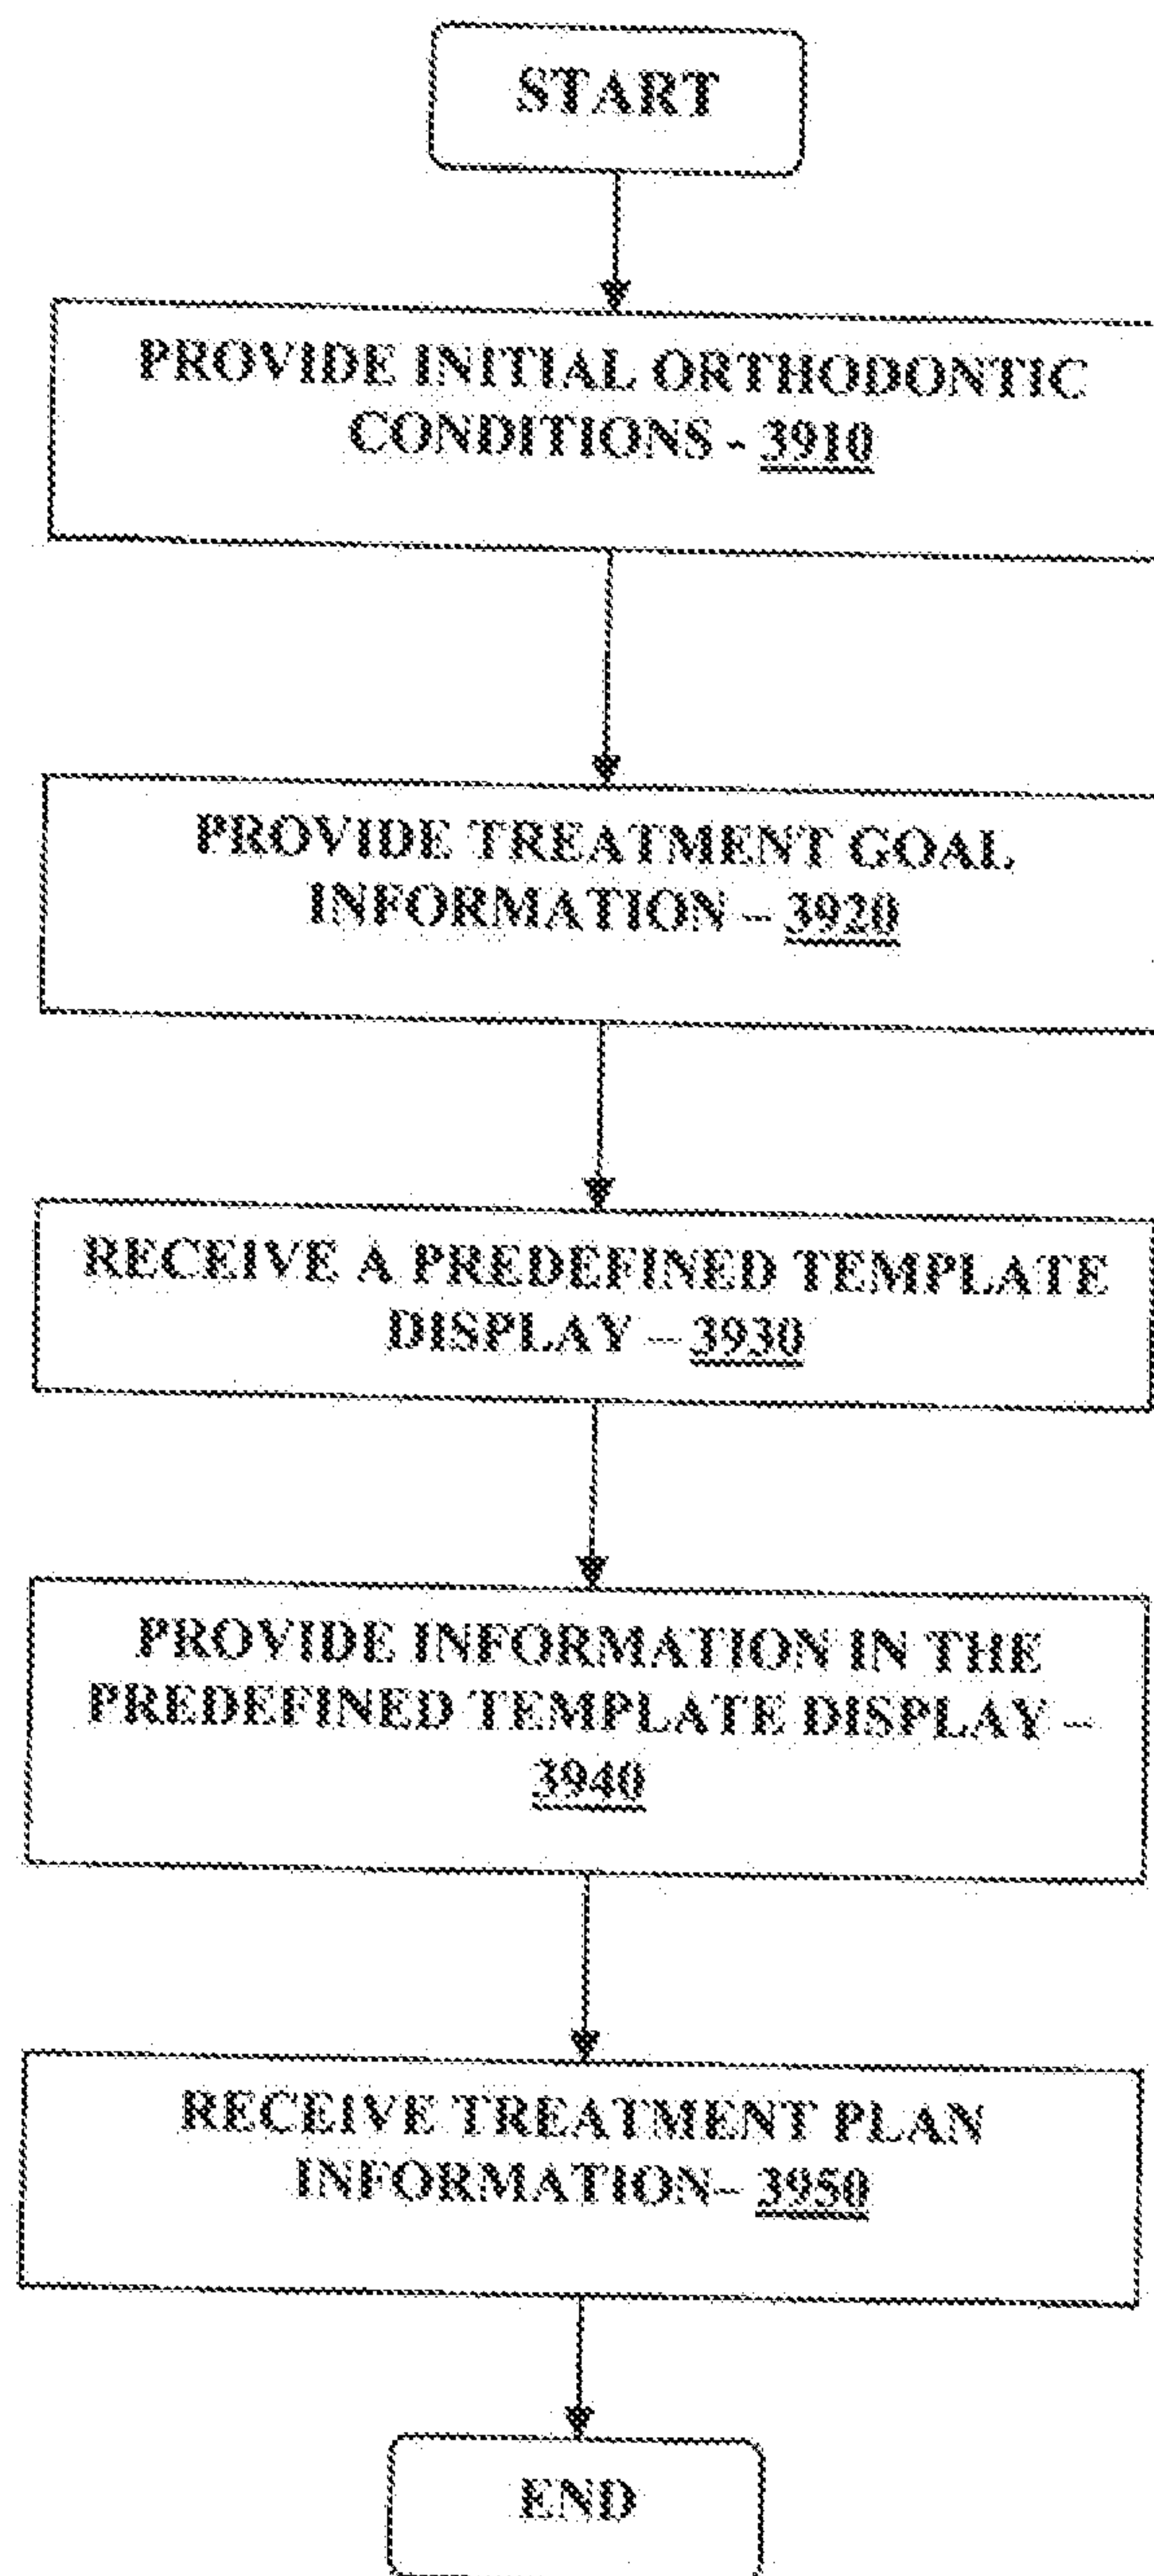 START
PROVIDE INITIAL ORTHODONTIC
CONDITIONS - 3910
PROVIDE TREATMENT GOAL
INFORMATION – 3920
RECEIVE A PREDEFINED TEMPLATE
DISPLAY – 3930
PROVIDE INFORMATION IN THE
PREDEFINED TEMPLATE DISPLAY –
3940
RECEIVE TREATMENT PLAN
INFORMATION– 3950
END